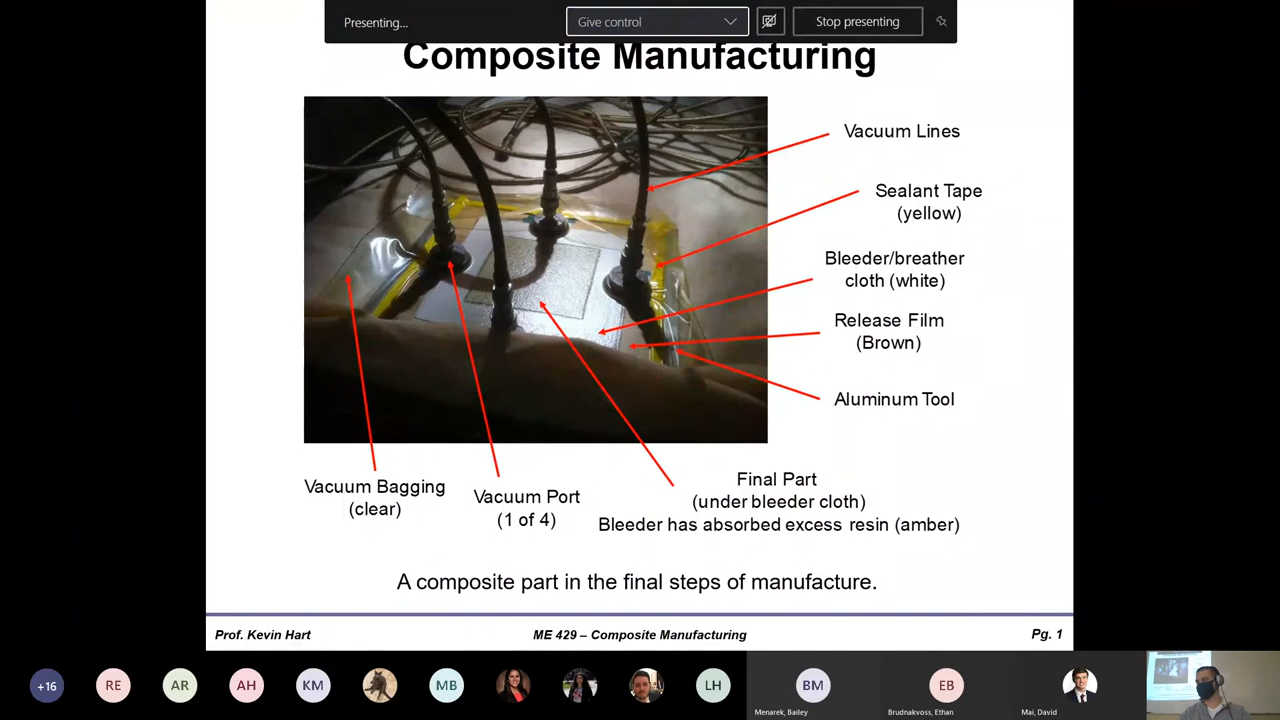 Presenting...
Give control
Stop presenting
Composite Manufacturing
Vacuum Lines
Sealant Tape
(yellow)
Bleeder/breather
cloth (white)
Release Film
(Brown)
Aluminum Tool
Vacuum Bagging
(clear)
Vacuum Port
(1 of 4)
Final Part
(under bleeder cloth)
Bleeder has absorbed excess resin (amber)
A composite part in the final steps of manufacture.
Prof. Kevin Hart
ME 429 – Composite Manufacturing
Pg. 1
+16
RE
AR
AH
KM
MB
LH
BM
EB
Menarek, Bailey
Brudnakvoss, Ethan
Mai, David